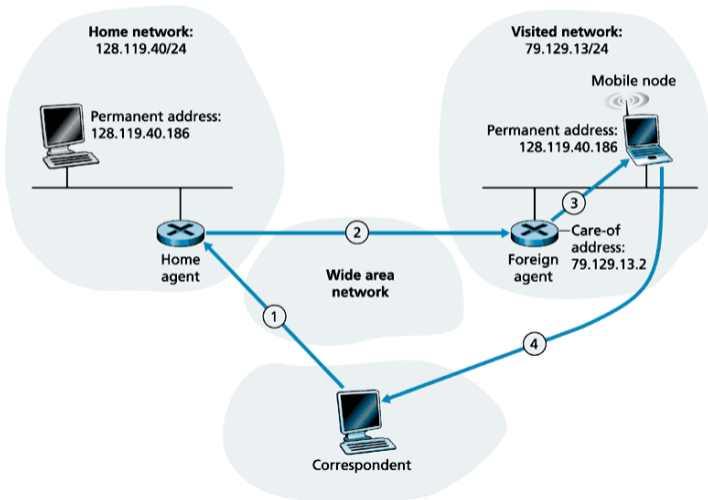 Home network:
128.119.40/24
Visited network:
79.129.13/24
Mobile node
Permanent address:
128.119.40.186
Permanent address:
128.119.40.186
3
2
Home
agent
Foreign
agent
Care-of
address:
79.129.13.2
Wide area
network
1
4
Correspondent